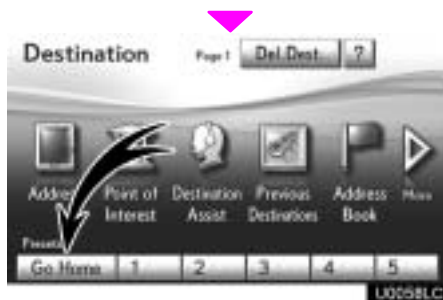 Destination Page 1 Del.Dest. ?
Address Point of Interest Destination Assist Previous Destinations Address Book More
Presets
Go Home 1 2 3 4 5
U0058LC